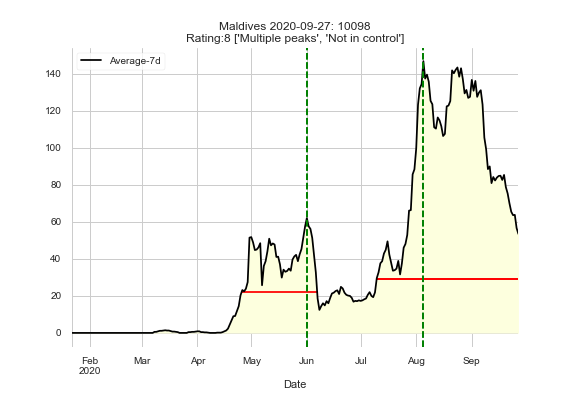 Maldives 2020-09-27: 10098
Rating:8 ['Multiple peaks', 'Not in control']
Average-7d
140
120
100
80
60
40
20
0
Feb Mar Apr May Jun Jul Aug Sep
2020
Date